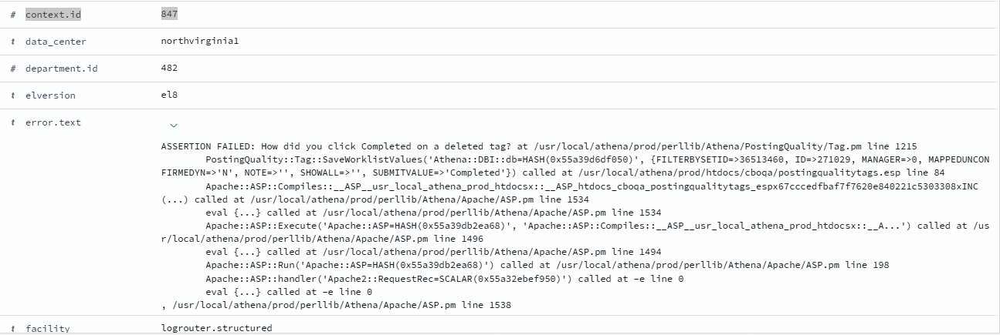 # context.id 847
t data_center northvirginia1
# department.id 482
t elversion el8
t error.text
ASSERTION FAILED: How did you click Completed on a deleted tag? at /usr/local/athena/prod/perllib/Athena/PostingQuality/Tag.pm line 1215
PostingQuality::Tag::SaveWorklistValues('Athena::DBI::db=HASH(0x55a39d6df050)', {FILTERBYSETID=>36513460, ID=>271029, MANAGER=>0, MAPPEDUNCON
FIRMEDYN=>'N', NOTE=>'', SHOWALL=>'', SUBMITVALUE=>'Completed'}) called at /usr/local/athena/prod/htdocs/cboqa/postingqualitytags.esp line 84
Apache::ASP::Compiles::__ASP__usr_local_athena_prod_htdocsx::__ASP_htdocs_cboqa_postingqualitytags_espx67cccedfbaf7f7620e840221c5303308xINC
(...) called at /usr/local/athena/prod/perllib/Athena/Apache/ASP.pm line 1534
eval {...} called at /usr/local/athena/prod/perllib/Athena/Apache/ASP.pm line 1534
Apache::ASP::Execute('Apache::ASP=HASH(0x55a39db2ea68)', 'Apache::ASP::Compiles::__ASP__usr_local_athena_prod_htdocsx::__A...') called at /us
r/local/athena/prod/perllib/Athena/Apache/ASP.pm line 1496
eval {...} called at /usr/local/athena/prod/perllib/Athena/Apache/ASP.pm line 1494
Apache::ASP::Run('Apache::ASP=HASH(0x55a39db2ea68)') called at /usr/local/athena/prod/perllib/Athena/Apache/ASP.pm line 198
Apache::ASP::handler('Apache2::RequestRec=SCALAR(0x55a32ebef950)') called at -e line 0
eval {...} called at -e line 0
, /usr/local/athena/prod/perllib/Athena/Apache/ASP.pm line 1538
t facility logrouter.structured